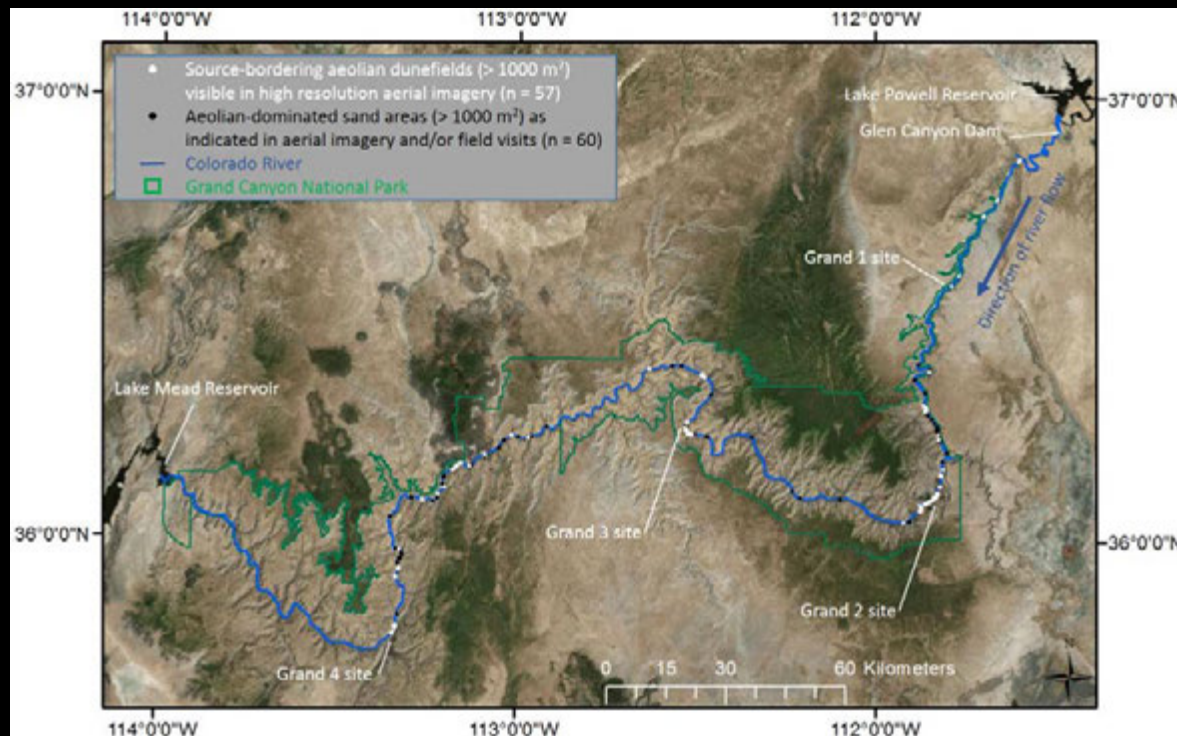 114°0'0"W
113°0'0"W
112°0'0"W
37°0'0"N
Source-bordering aeolian dunefields (> 1000 m²)
visible in high resolution aerial imagery (n = 57)
Aeolian-dominated sand areas (> 1000 m²) as
indicated in aerial imagery and/or field visits (n = 60)
Colorado River
Grand Canyon National Park
Lake Powell Reservoir
37°0'0"N
Glen Canyon Dam
Grand 1 site
Direction of river flow
Lake Mead Reservoir
36°0'0"N
Grand 3 site
36°0'0"N
Grand 2 site
Grand 4 site
0 15 30 60 Kilometers
114°0'0"W
113°0'0"W
112°0'0"W